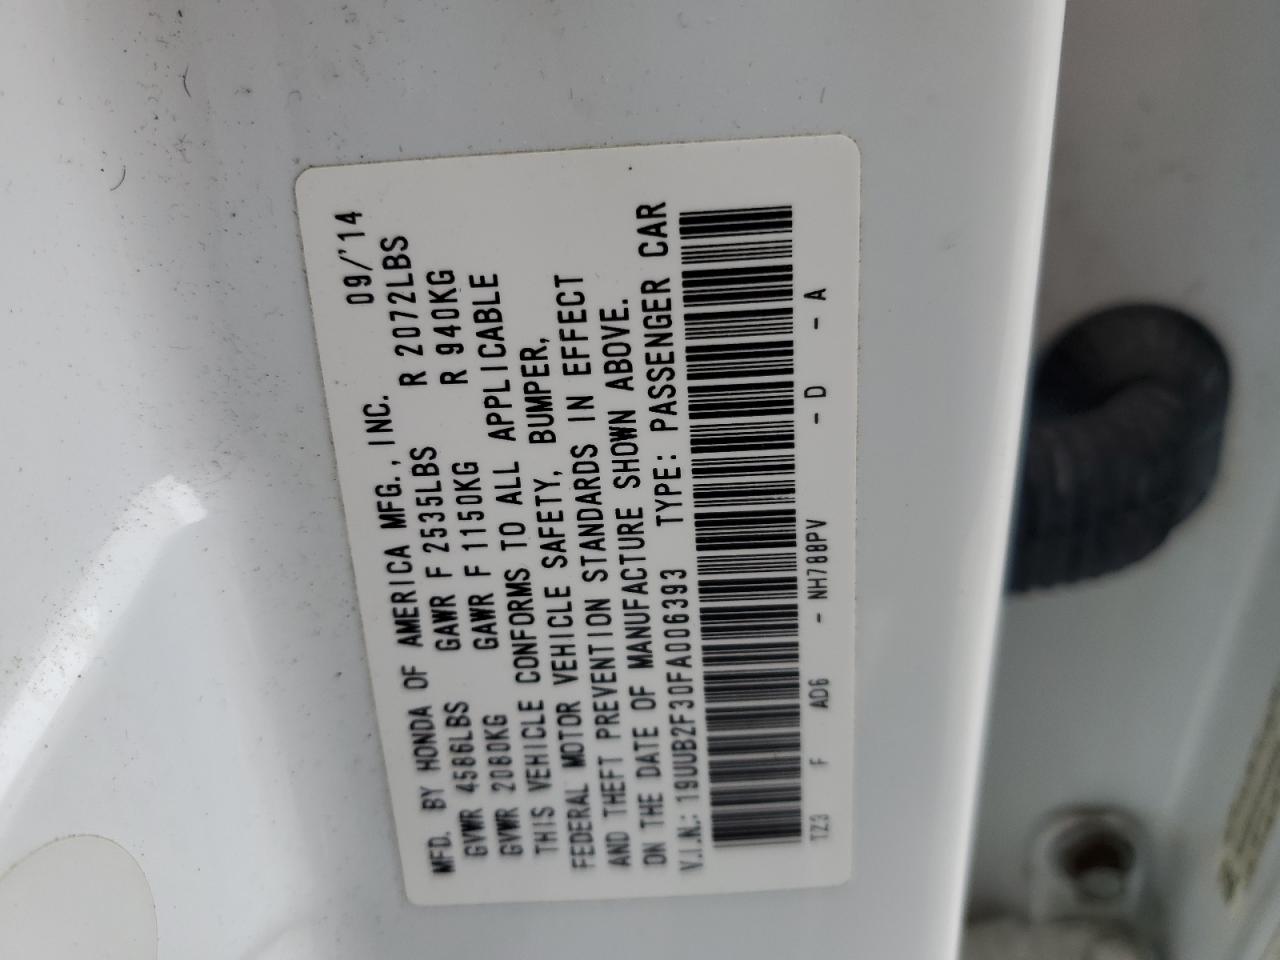 MFD. BY HONDA OF AMERICA MFG., INC. 09/'14
GVWR 4586LBS GAWR F 2535LBS R 2072LBS
GVWR 2080KG GAWR F 1150KG R 940KG
THIS VEHICLE CONFORMS TO ALL APPLICABLE
FEDERAL MOTOR VEHICLE SAFETY, BUMPER,
AND THEFT PREVENTION STANDARDS IN EFFECT
ON THE DATE OF MANUFACTURE SHOWN ABOVE.
V.I.N.: 19UUB2F30FA006393 TYPE: PASSENGER CAR
TZ3 F AD6 - NH788PV - D - A